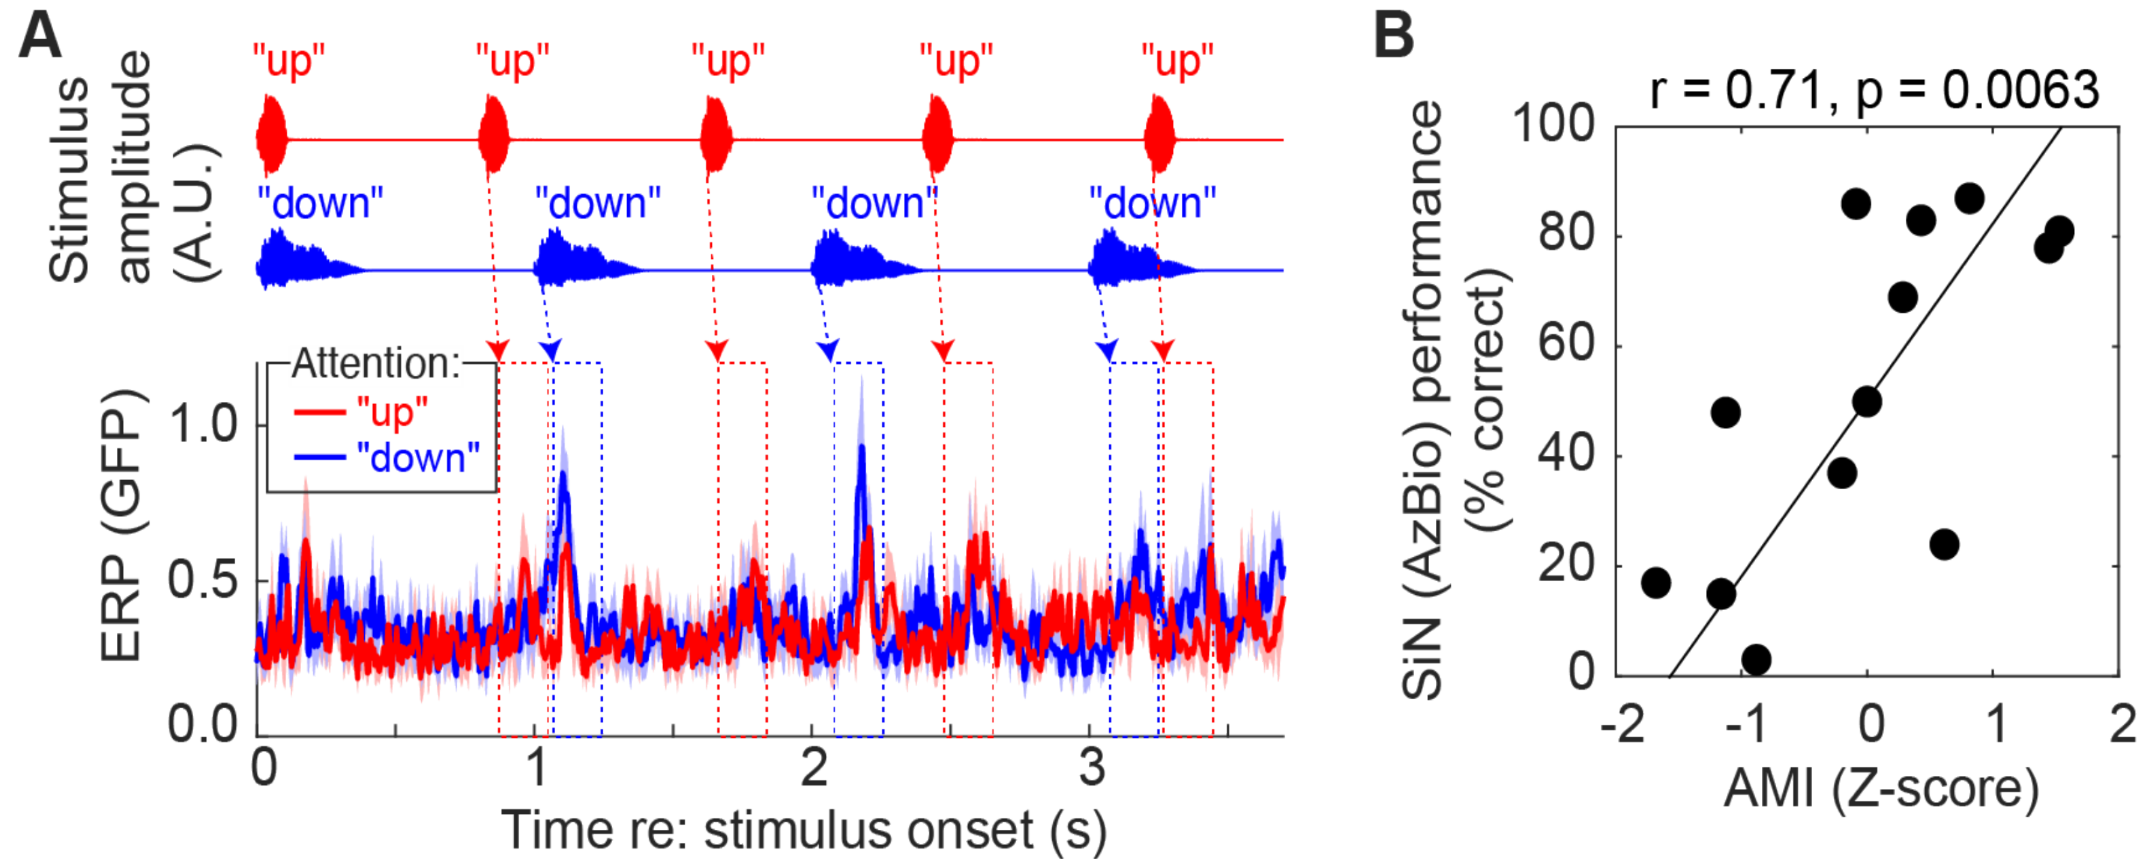 A
"up" "up" "up" "up" "up"
Stimulus
amplitude
(A.U.)
"down" "down" "down" "down"
Attention:
"up"
"down"
ERP (GFP)
1.0
0.5
0.0
0 1 2 3
Time re: stimulus onset (s)
B
r = 0.71, p = 0.0063
SiN (AzBio) performance
(% correct)
100
80
60
40
20
0
-2 -1 0 1 2
AMI (Z-score)